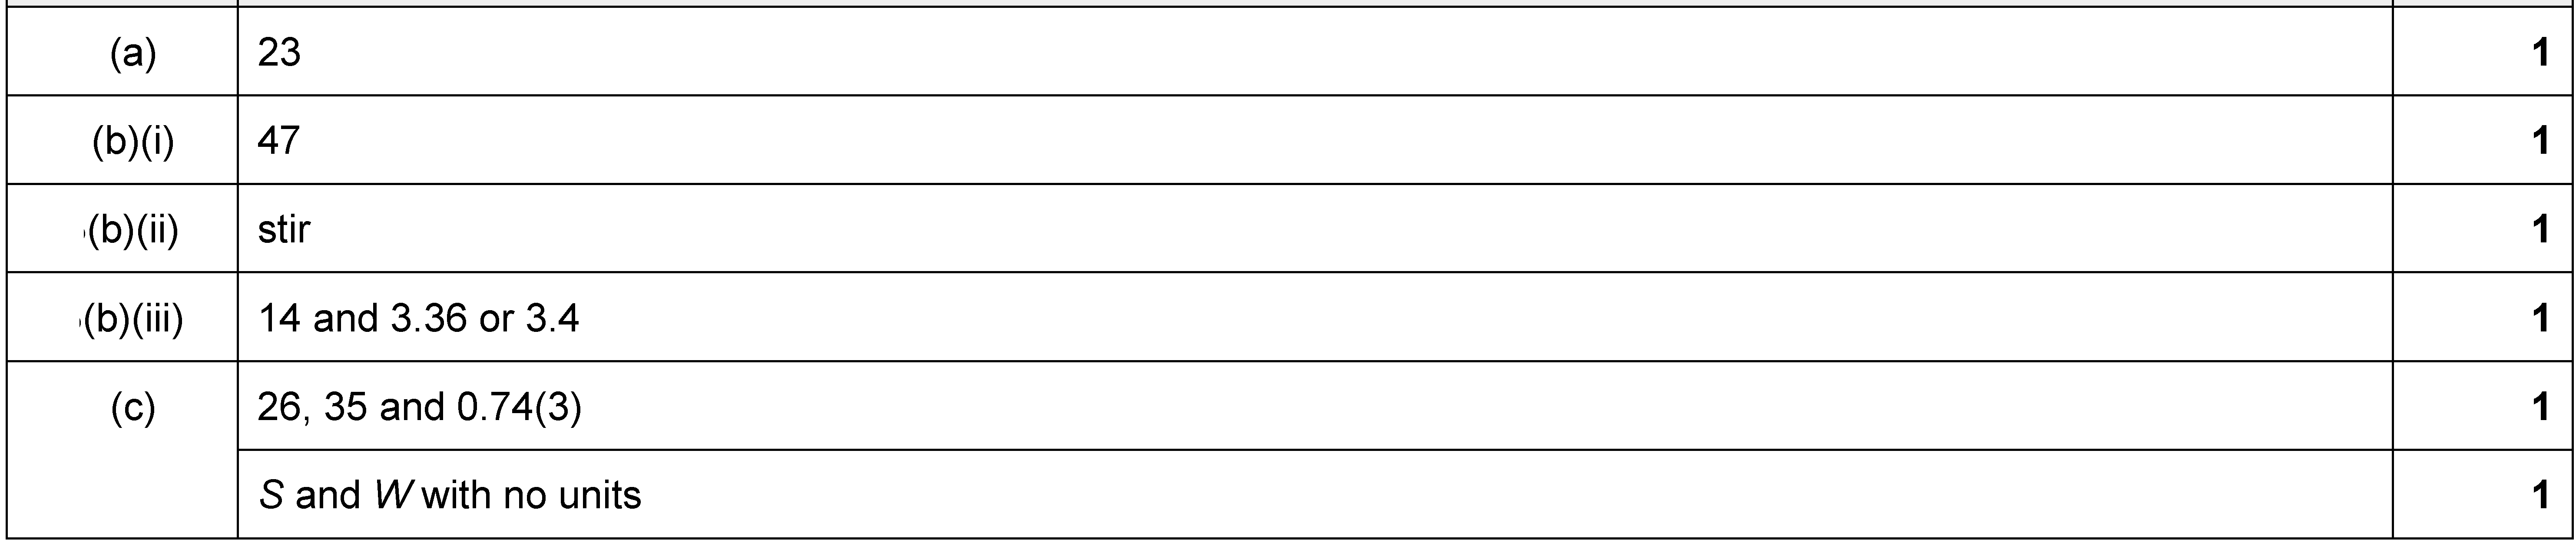 (a) 23 1
(b)(i) 47 1
(b)(ii) stir 1
(b)(iii) 14 and 3.36 or 3.4 1
(c) 26, 35 and 0.74(3) 1
S and W with no units 1